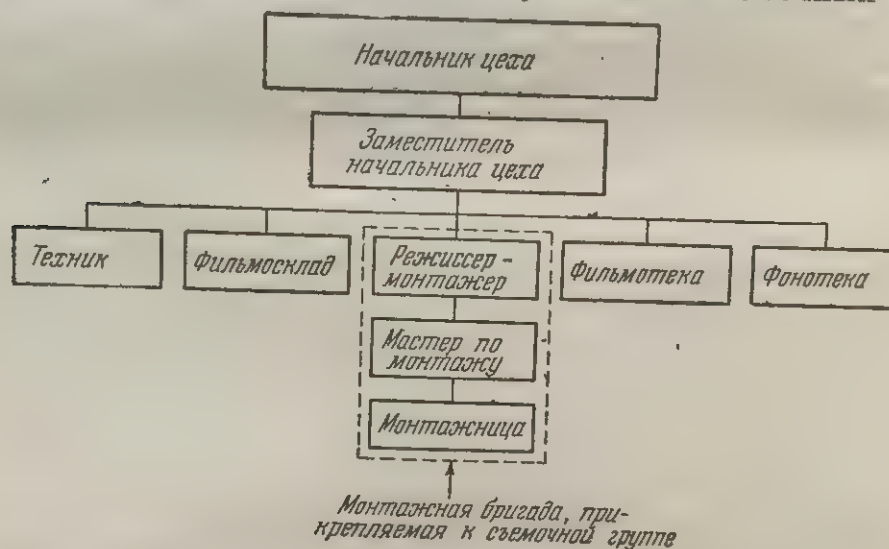 Начальник цеха
Заместитель
начальника цеха
Техник
Фильмосклад
Режиссер-
монтажер
Фильмотека
Фонотека
Мастер по
монтажу
Монтажница
Монтажная бригада, при-
крепляемая к съемочной группе